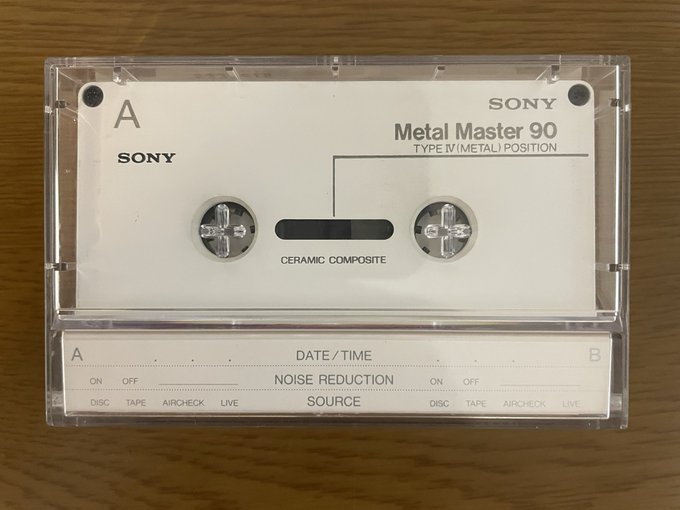 A
SONY
SONY
Metal Master 90
TYPE IV (METAL) POSITION
CERAMIC COMPOSITE
A DATE/TIME B
ON OFF NOISE REDUCTION ON OFF
DISC TAPE AIRCHECK LIVE SOURCE DISC TAPE AIRCHECK LIVE